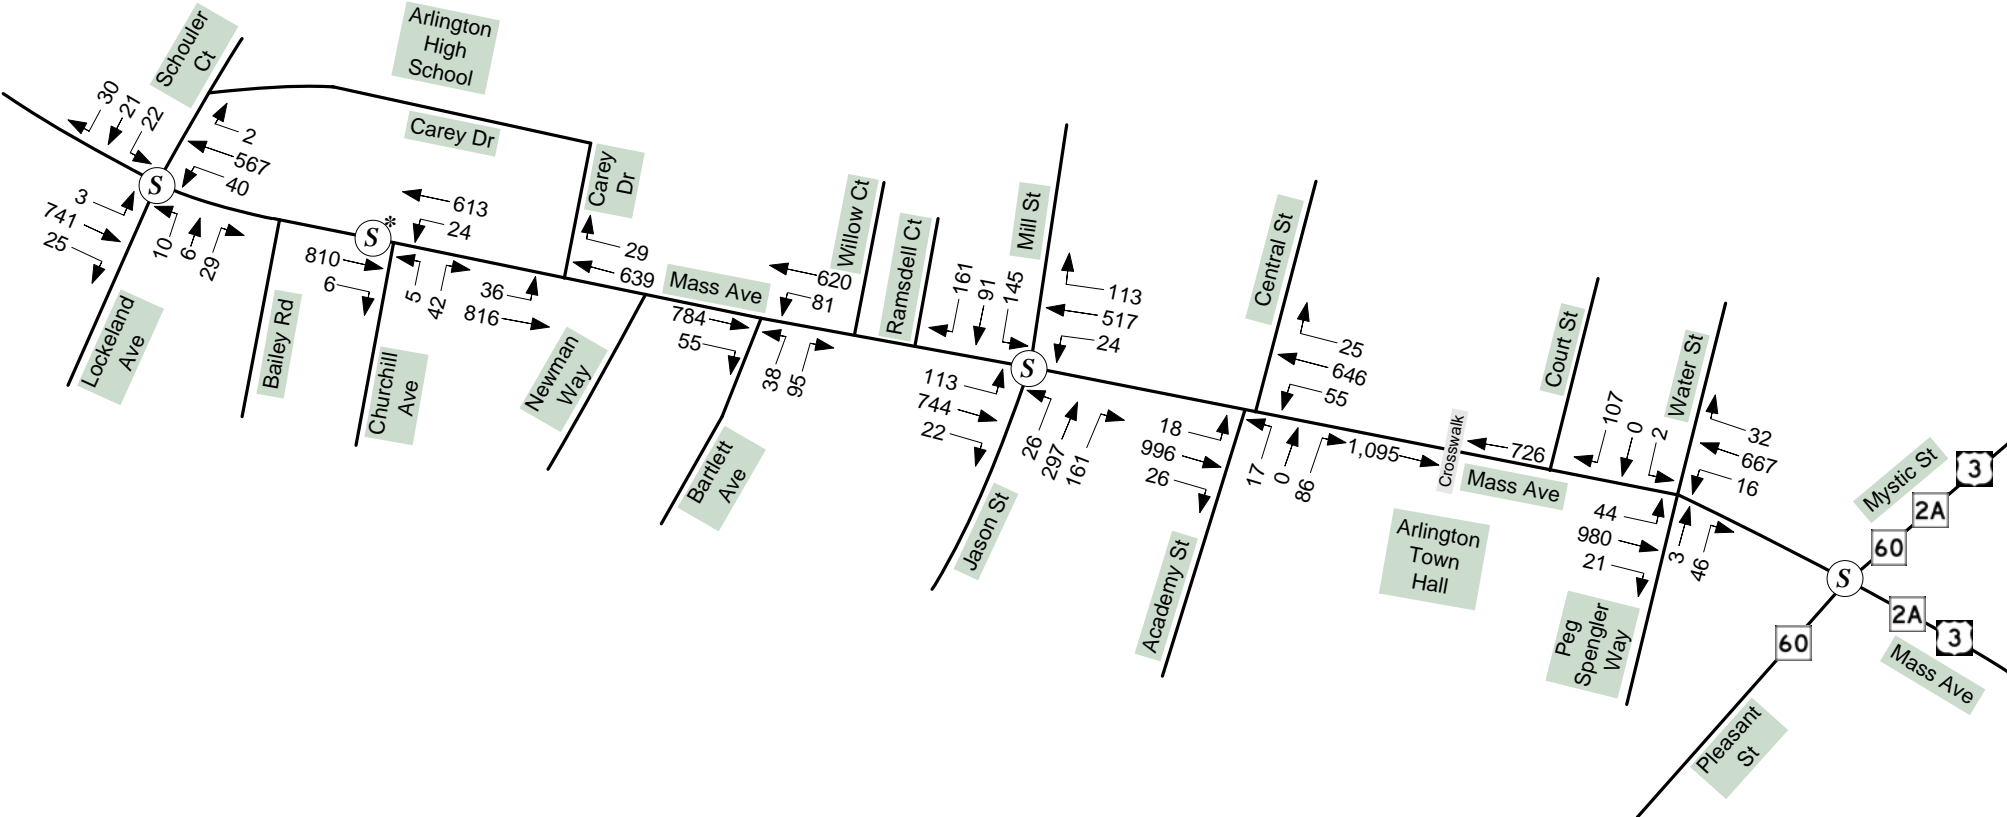 Schouler
Ct
Arlington
High
School
30
21
22
2
567
40
3
741
25
10
6
29
Lockeland
Ave
Bailey Rd
Carey Dr
Carey
Dr
S
S
*
613
24
810
6
5
42
Churchill
Ave
36
816
29
639
Newman
Way
Mass Ave
784
55
620
81
38
95
Bartlett
Ave
Willow Ct
Ramsdell Ct
Mill St
161
91
145
113
517
24
S
113
744
22
26
297
161
Jason St
Central St
25
646
55
18
996
26
17
0
86
Academy St
1,095
Crosswalk
726
Mass Ave
Arlington
Town
Hall
Court St
107
0
2
Water St
32
667
16
44
980
21
3
46
Peg
Spengler
Way
Mystic St
3
2A
60
S
2A
3
60
Mass Ave
Pleasant
St